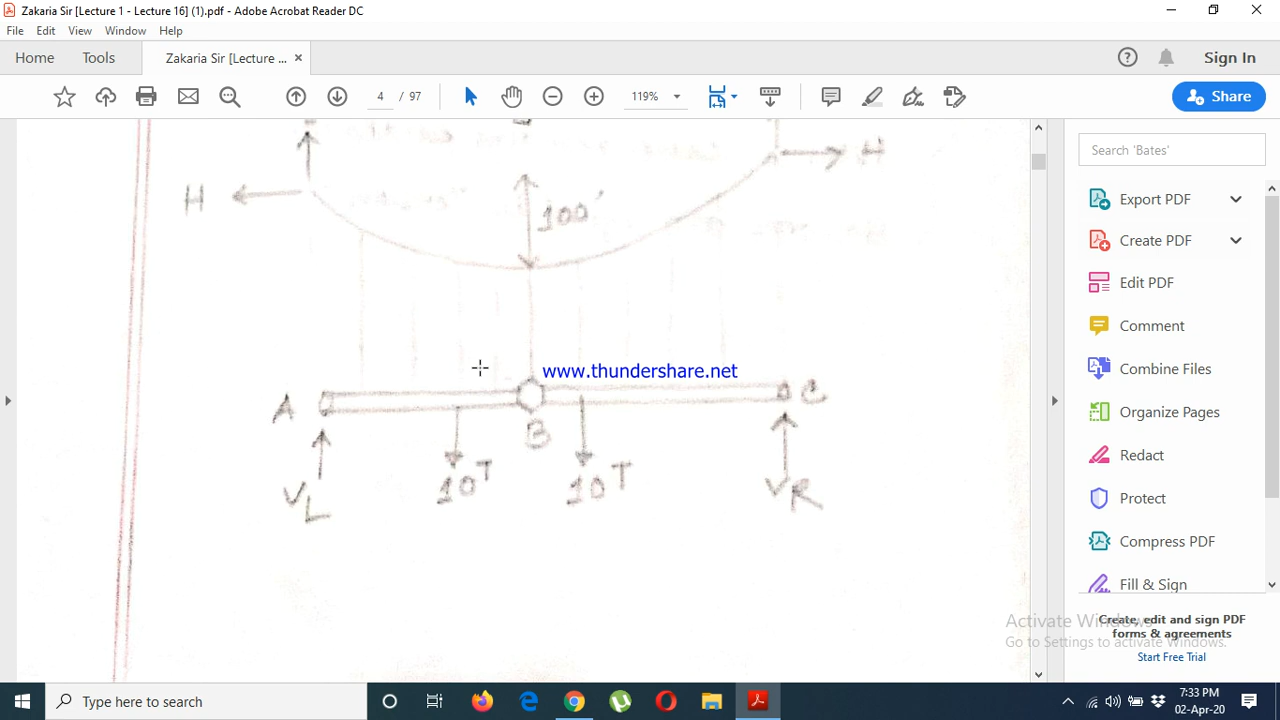 Zakaria Sir [Lecture 1 - Lecture 16] (1).pdf - Adobe Acrobat Reader DC
File Edit View Window Help
Home Tools Zakaria Sir [Lecture ... ×
Sign In
4 / 97
119%
Share
Search 'Bates'
Export PDF
Create PDF
Edit PDF
Comment
Combine Files
Organize Pages
Redact
Protect
Compress PDF
Fill & Sign
Create, edit and sign PDF
forms & agreements
Start Free Trial
Activate Windows
Go to Settings to activate Windows.
H
H
100'
www.thundershare.net
A
B
C
10T
10T
VL
VR
Type here to search
7:33 PM
02-Apr-20